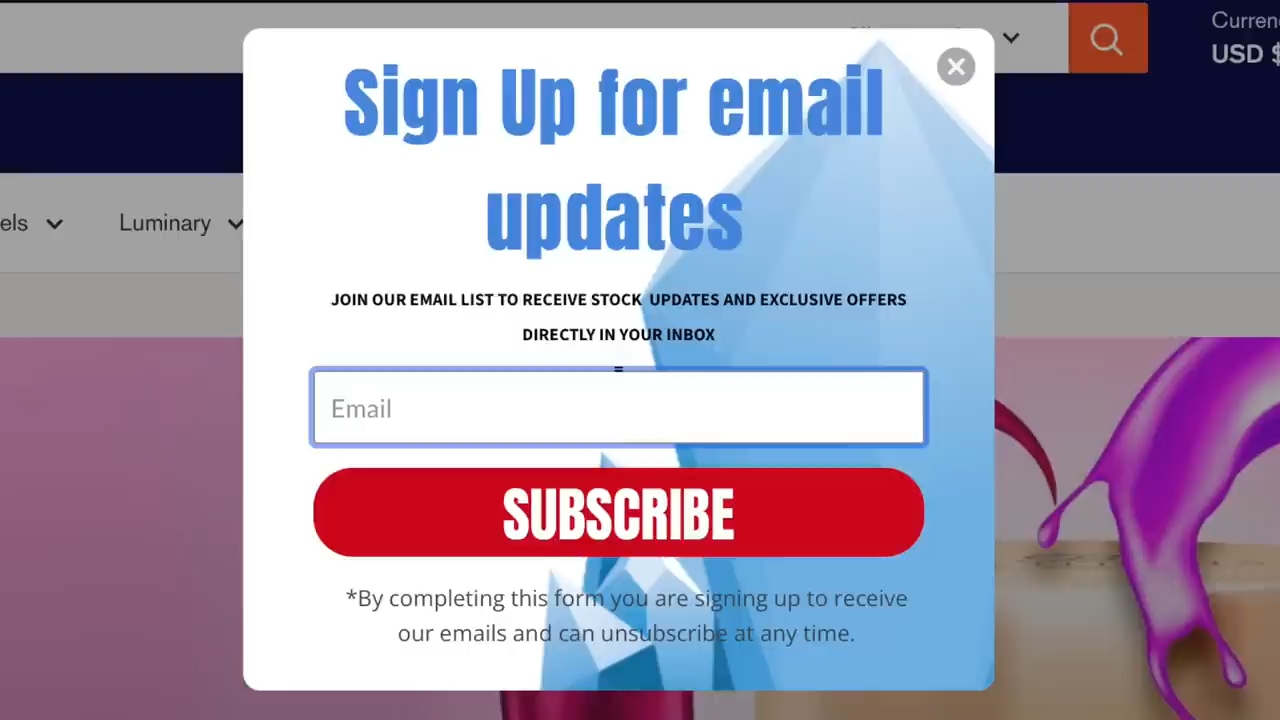 Curren
USD $
els
Luminary
Sign Up for email
updates
JOIN OUR EMAIL LIST TO RECEIVE STOCK UPDATES AND EXCLUSIVE OFFERS
DIRECTLY IN YOUR INBOX
Email
SUBSCRIBE
*By completing this form you are signing up to receive
our emails and can unsubscribe at any time.